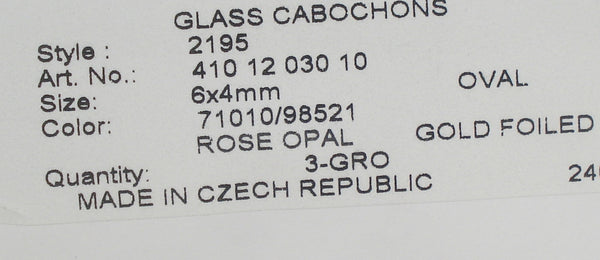 GLASS CABOCHONS
Style : 2195
Art. No.: 410 12 030 10
Size: 6x4mm OVAL
Color: 71010/98521
ROSE OPAL GOLD FOILED
Quantity: 3-GRO
MADE IN CZECH REPUBLIC